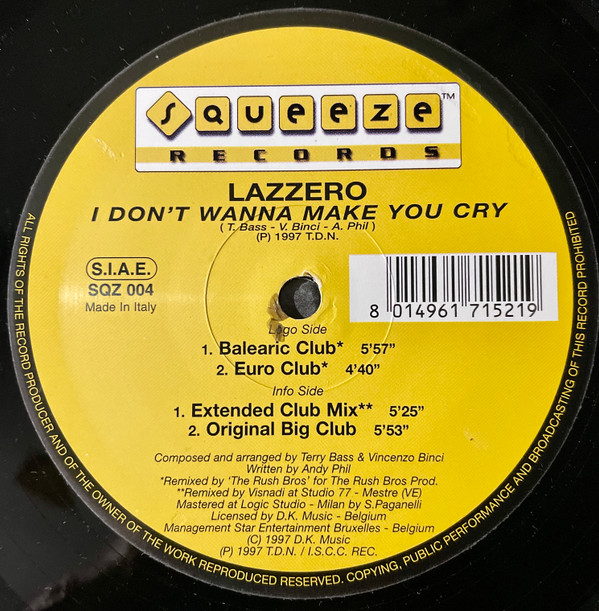 Squeeze™
RECORDS
LAZZERO
I DON'T WANNA MAKE YOU CRY
( T. Bass - V. Binci - A. Phil )
(P) 1997 T.D.N.
S.I.A.E.
SQZ 004
Made In Italy
8 014961 715219
Logo Side
1. Balearic Club* 5'57”
2. Euro Club* 4'40”
Info Side
1. Extended Club Mix** 5'25”
2. Original Big Club 5'53”
Composed and arranged by Terry Bass & Vincenzo Binci
Written by Andy Phil
*Remixed by 'The Rush Bros' for The Rush Bros Prod.
**Remixed by Visnadi at Studio 77 - Mestre (VE)
Mastered at Logic Studio - Milan by S.Paganelli
Licensed by D.K. Music - Belgium
Management Star Entertainment Bruxelles - Belgium
(C) 1997 D.K. Music
(P) 1997 T.D.N. / I.S.C.C. REC.
ALL RIGHTS OF THE RECORD PRODUCER AND OF THE OWNER OF THE WORK REPRODUCED RESERVED. COPYING, PUBLIC PERFORMANCE AND BROADCASTING OF THIS RECORD PROHIBITED